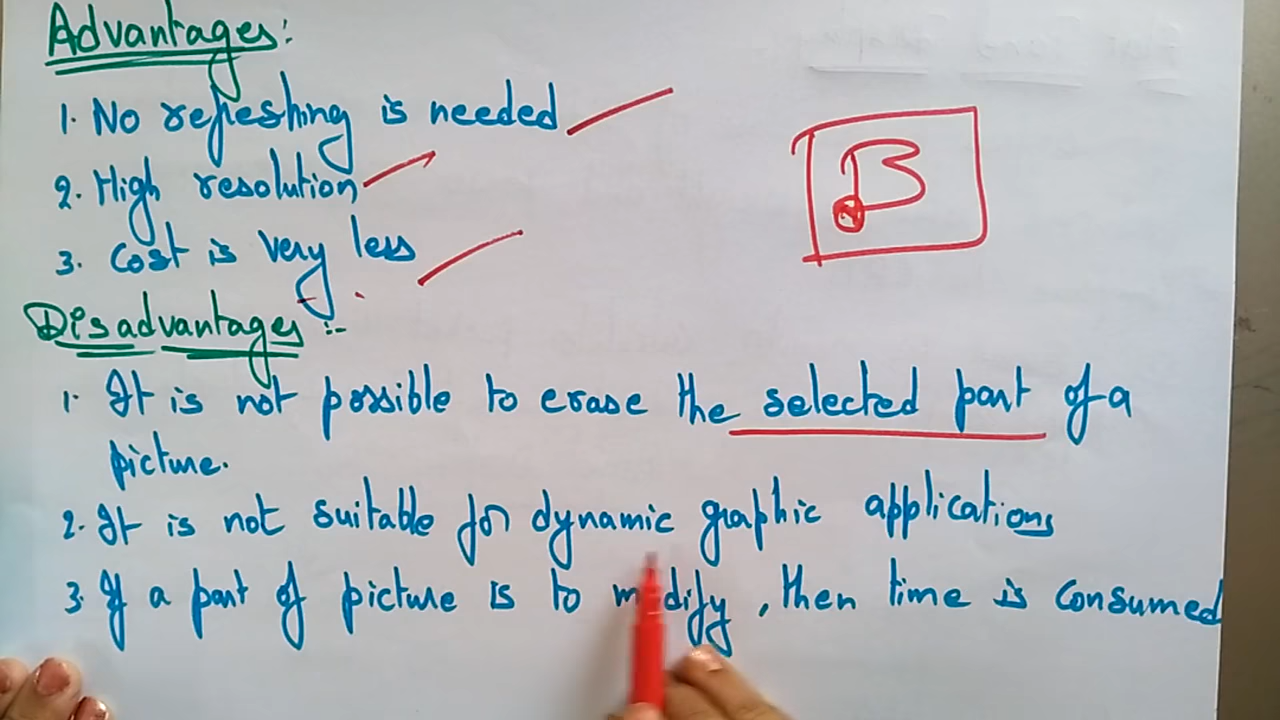 Advantages:
1. No refreshing is needed
2. High resolution
3. Cost is very less
B
Disadvantages :-
1. It is not possible to erase the selected part of a
picture.
2. It is not suitable for dynamic graphic applications
3. If a part of picture is to modify, then time is consumed